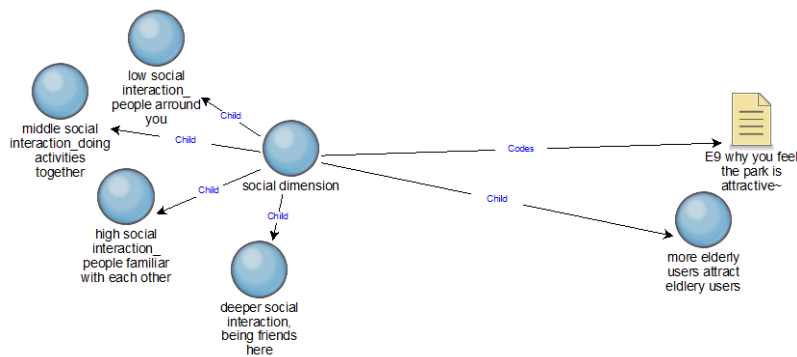 low social
interaction_
people arround
you
middle social
interaction_doing
activities
together
Child
Child
social dimension
Codes
E9 why you feel
the park is
attractive~
Child
Child
Child
high social
interaction_
people familiar
with each other
more elderly
users attract
eldlery users
deeper social
interaction,
being friends
here